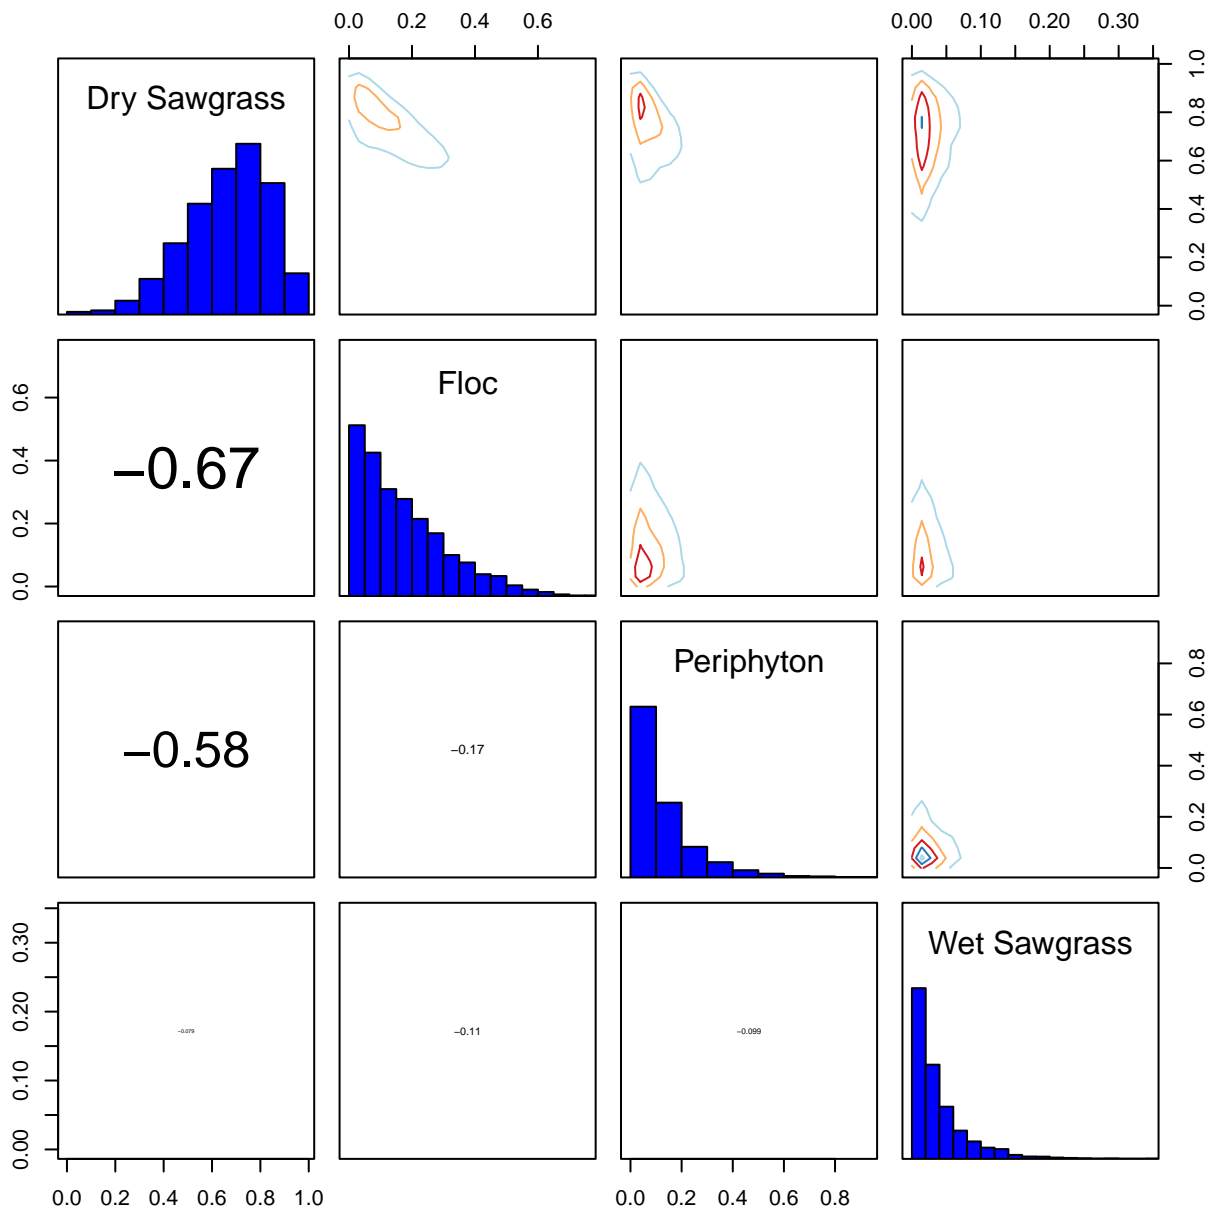 0.0 0.2 0.4 0.6 0.00 0.10 0.20 0.30
Dry Sawgrass
0.0 0.2 0.4 0.6 0.8 1.0
Floc
0.0 0.2 0.4 0.6
−0.67
Periphyton
−0.58
−0.17
0.0 0.2 0.4 0.6 0.8
Wet Sawgrass
0.00 0.10 0.20 0.30
−0.079
−0.11
−0.099
0.0 0.2 0.4 0.6 0.8 1.0 0.0 0.2 0.4 0.6 0.8